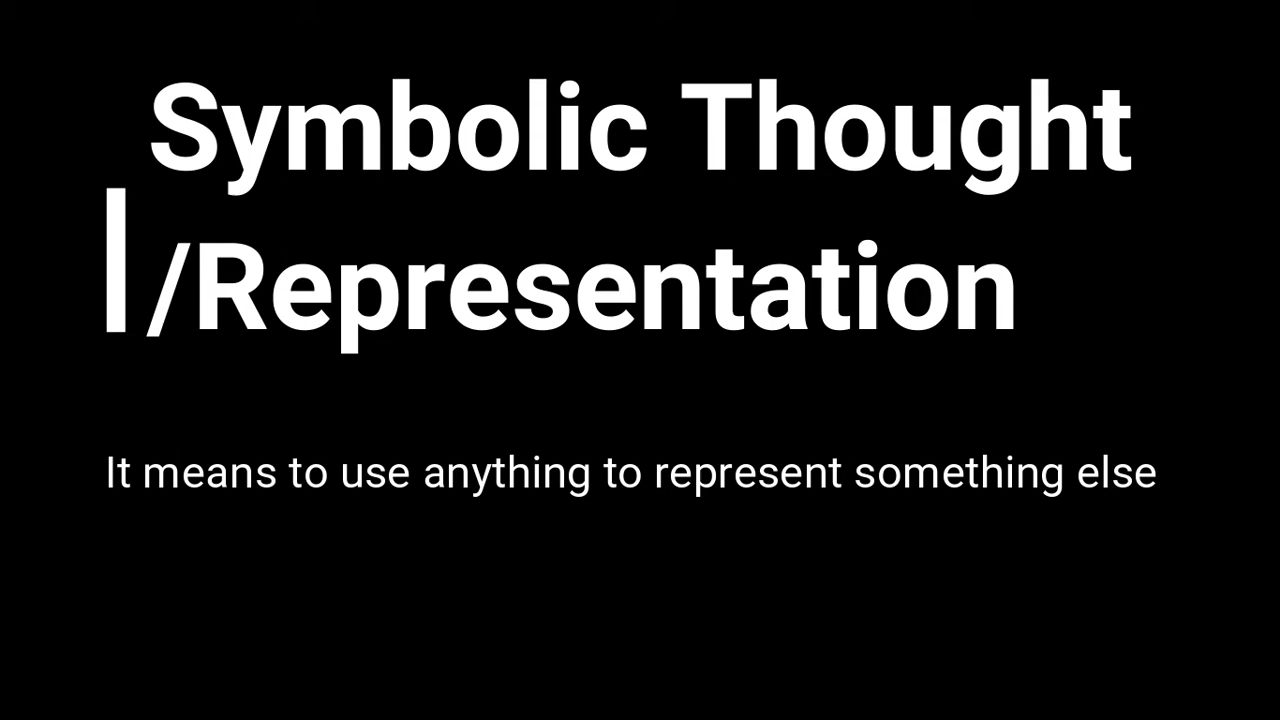 Symbolic Thought
/Representation
It means to use anything to represent something else